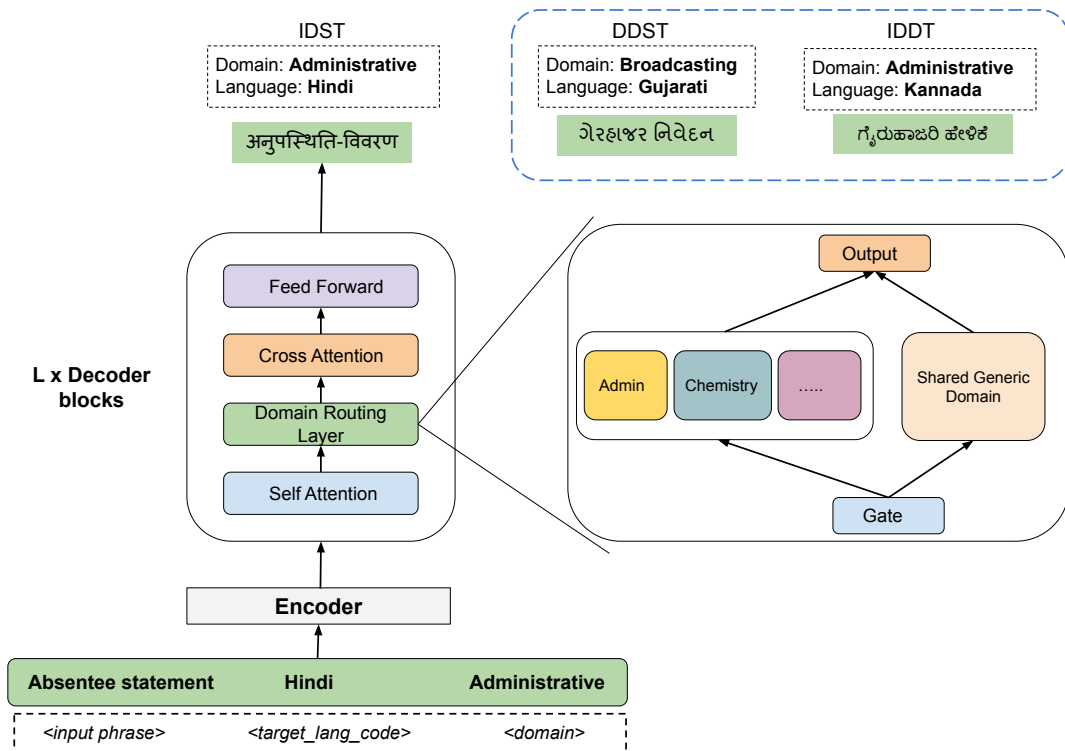 IDST
Domain: Administrative
Language: Hindi
अनुपस्थिति-विवरण
DDST
Domain: Broadcasting
Language: Gujarati
ગેરહાજર નિવેદન
IDDT
Domain: Administrative
Language: Kannada
ಗೈರುಹಾಜರಿ ಹೇಳಿಕೆ
L x Decoder
blocks
Feed Forward
Cross Attention
Domain Routing
Layer
Self Attention
Output
Admin
Chemistry
.....
Shared Generic
Domain
Gate
Encoder
Absentee statement Hindi Administrative
<input phrase> <target_lang_code> <domain>